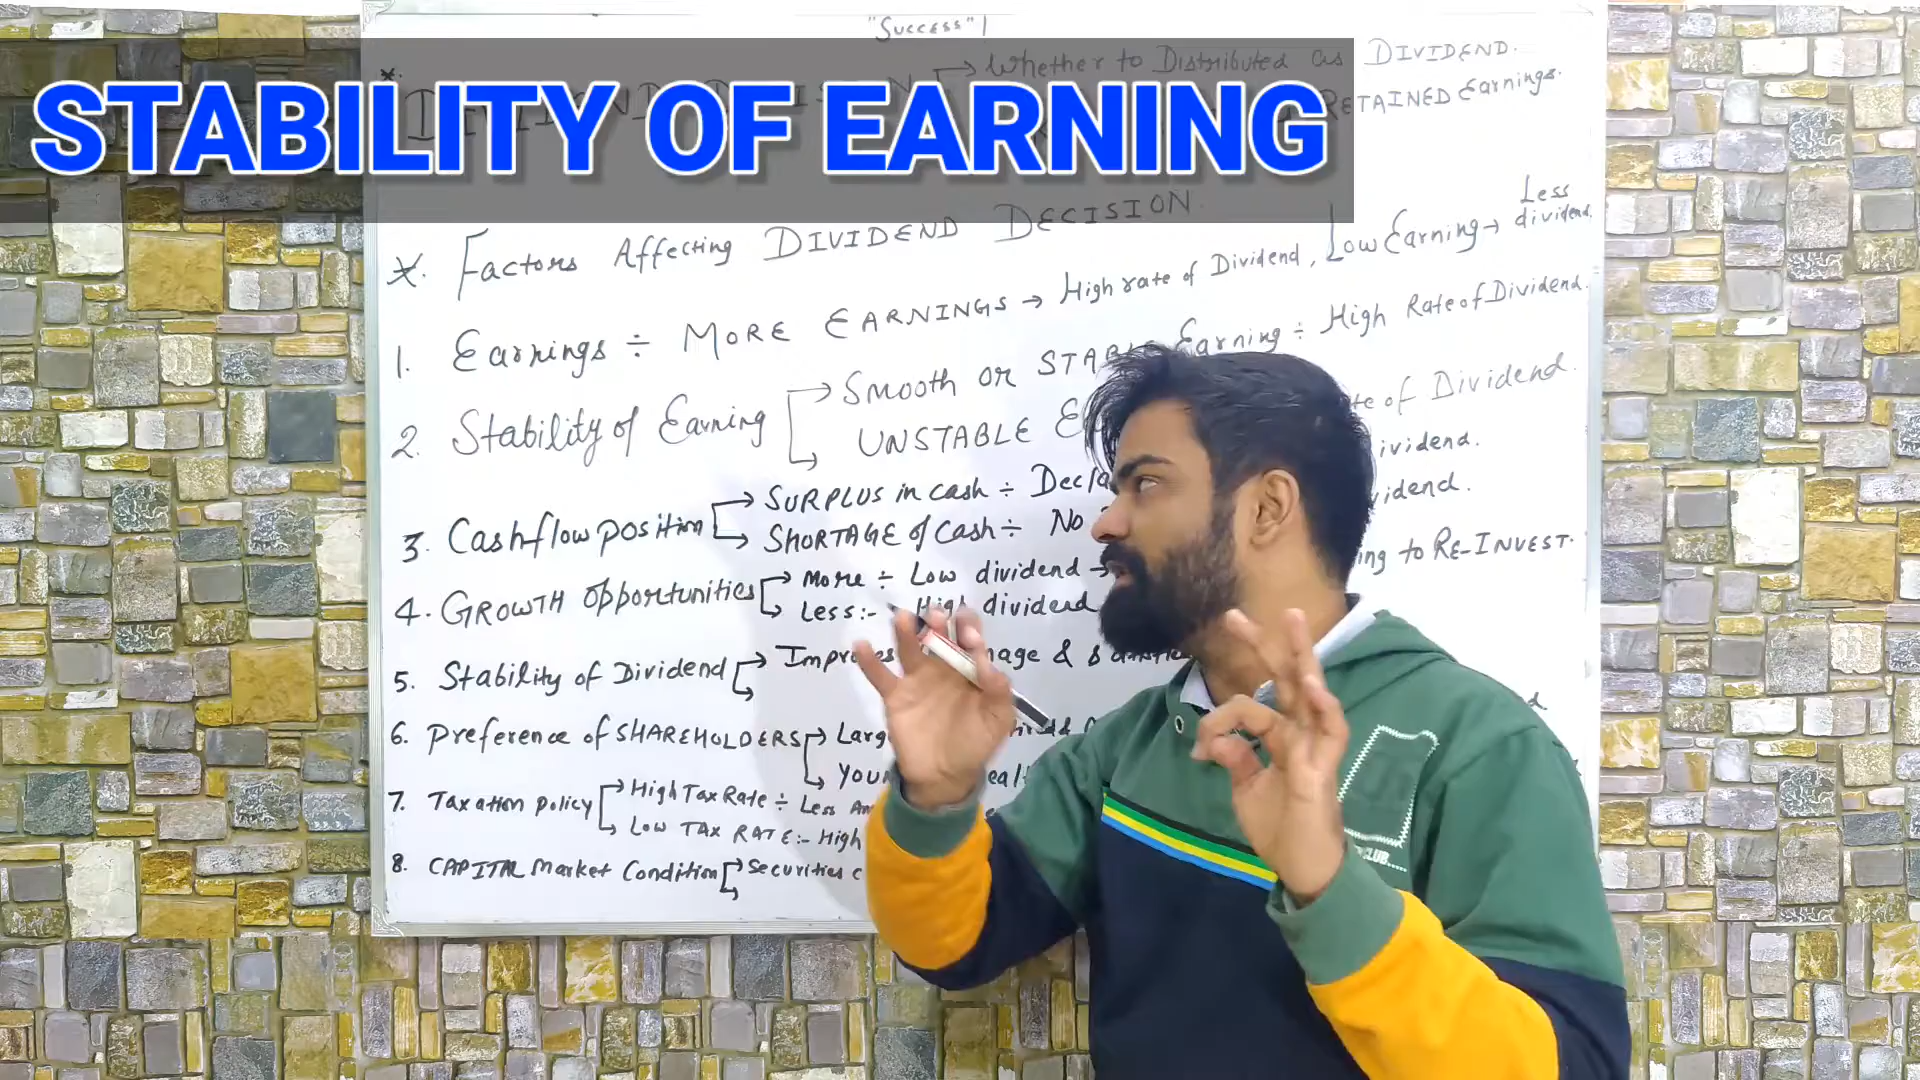 "Success"
STABILITY OF EARNING
*. DIVIDEND DECISION → Whether to Distributed as DIVIDEND.
RETAINED Earnings.
*. Factors Affecting DIVIDEND DECISION.
1. Earnings ÷ MORE EARNINGS → High rate of Dividend, Low Earning → Less dividend.
2. Stability of Earning → Smooth or STABLE Earning ÷ High Rate of Dividend.
UNSTABLE of Dividend.
3. Cashflow position → SURPLUS in cash ÷
→ SHORTAGE of Cash ÷ No
4. GROWTH opportunities → More ÷ Low dividend → to RE-INVEST.
→ Less :- High dividend
5. Stability of Dividend → &
6. Preference of SHAREHOLDERS →
7. Taxation policy → High Tax Rate ÷ Less
→ Low TAX RATE :- High
8. CAPITAL Market Condition → Securities
CLUB